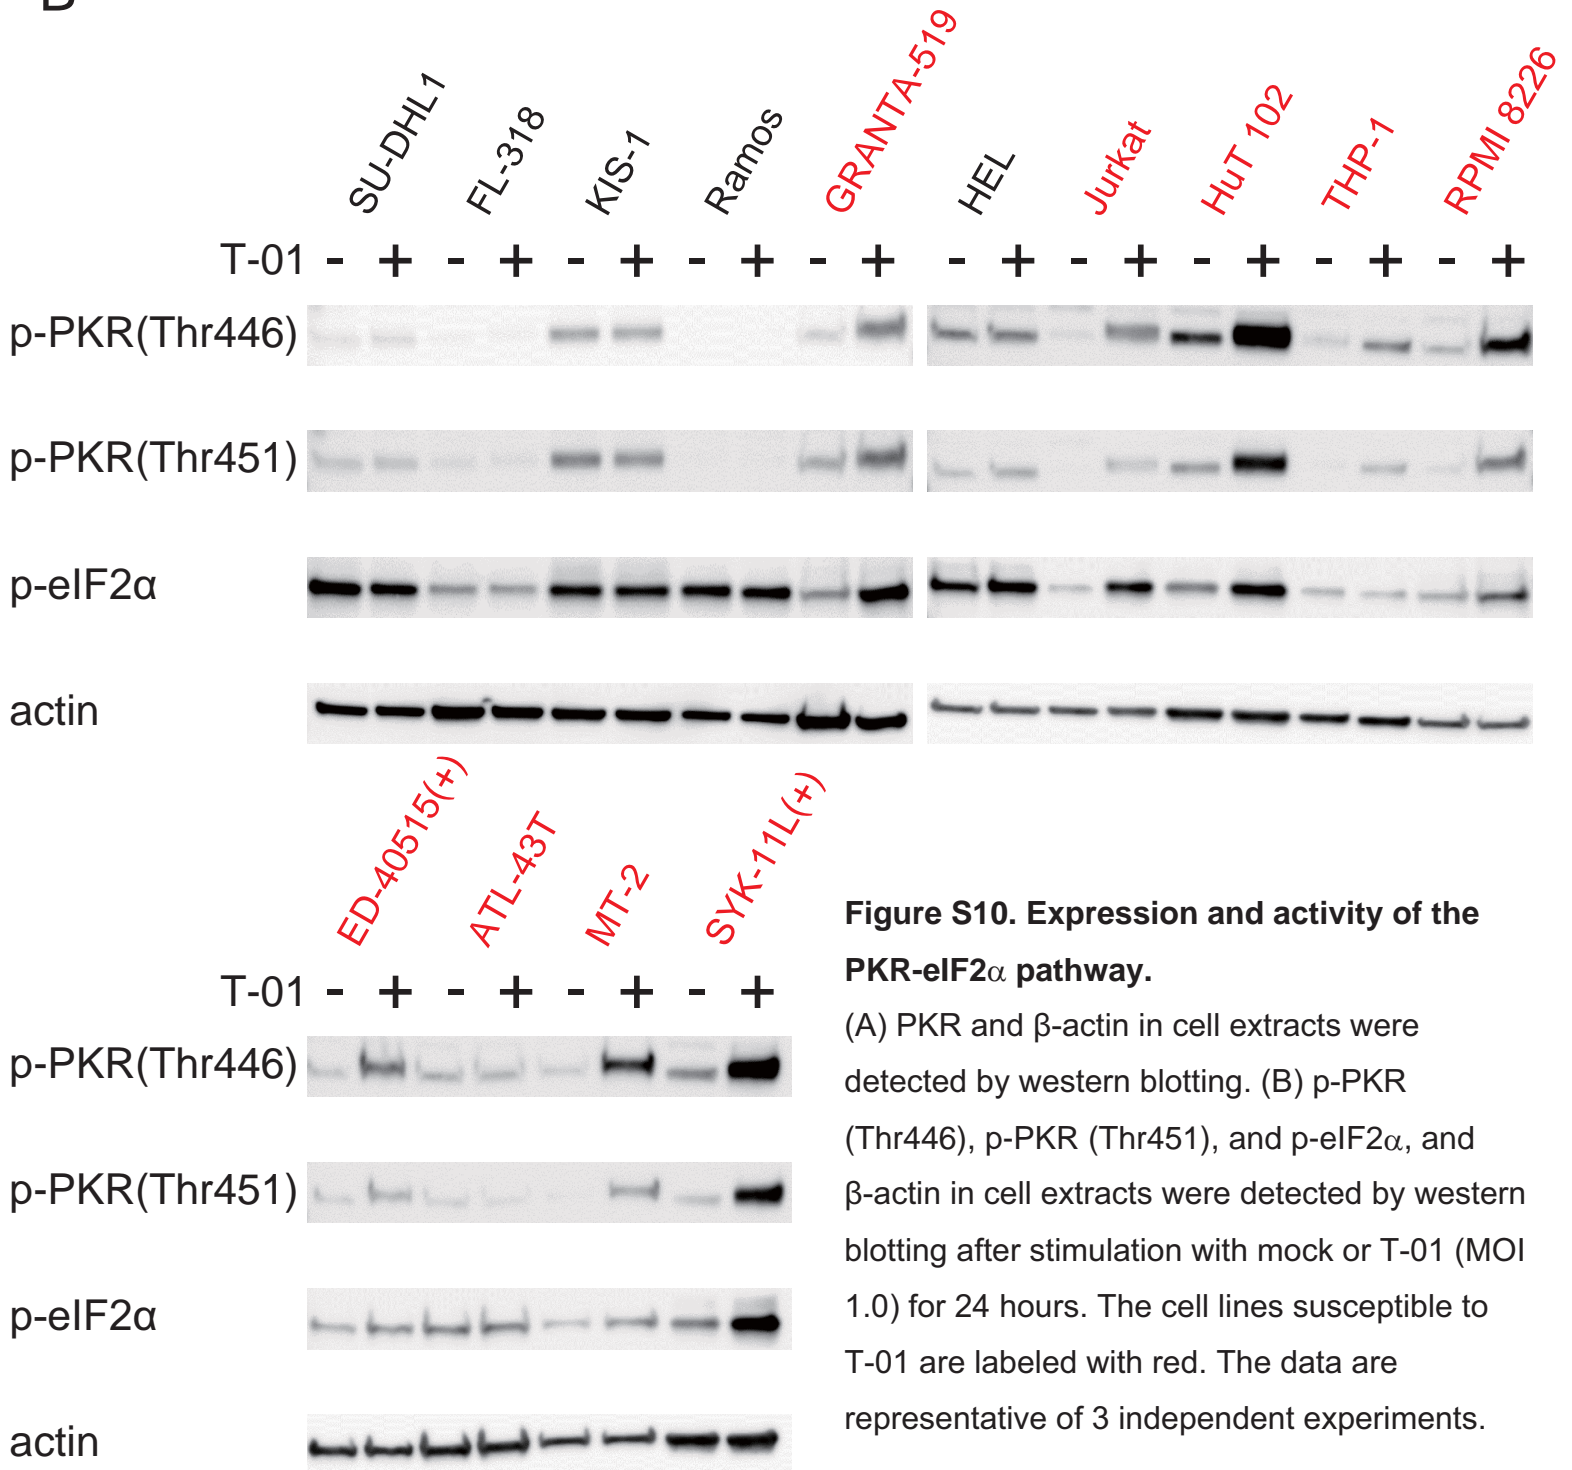 B
SU-DHL1 FL-318 KIS-1 Ramos GRANTA-519 HEL Jurkat HuT 102 THP-1 RPMI 8226
T-01 - + - + - + - + - + - + - + - + - + - +
p-PKR(Thr446)
p-PKR(Thr451)
p-eIF2α
actin
ED-40515(+) ATL-43T MT-2 SYK-11L(+)
T-01 - + - + - + - +
p-PKR(Thr446)
p-PKR(Thr451)
p-eIF2α
actin
Figure S10. Expression and activity of the
PKR-eIF2α pathway.
(A) PKR and β-actin in cell extracts were
detected by western blotting. (B) p-PKR
(Thr446), p-PKR (Thr451), and p-eIF2α, and
β-actin in cell extracts were detected by western
blotting after stimulation with mock or T-01 (MOI
1.0) for 24 hours. The cell lines susceptible to
T-01 are labeled with red. The data are
representative of 3 independent experiments.